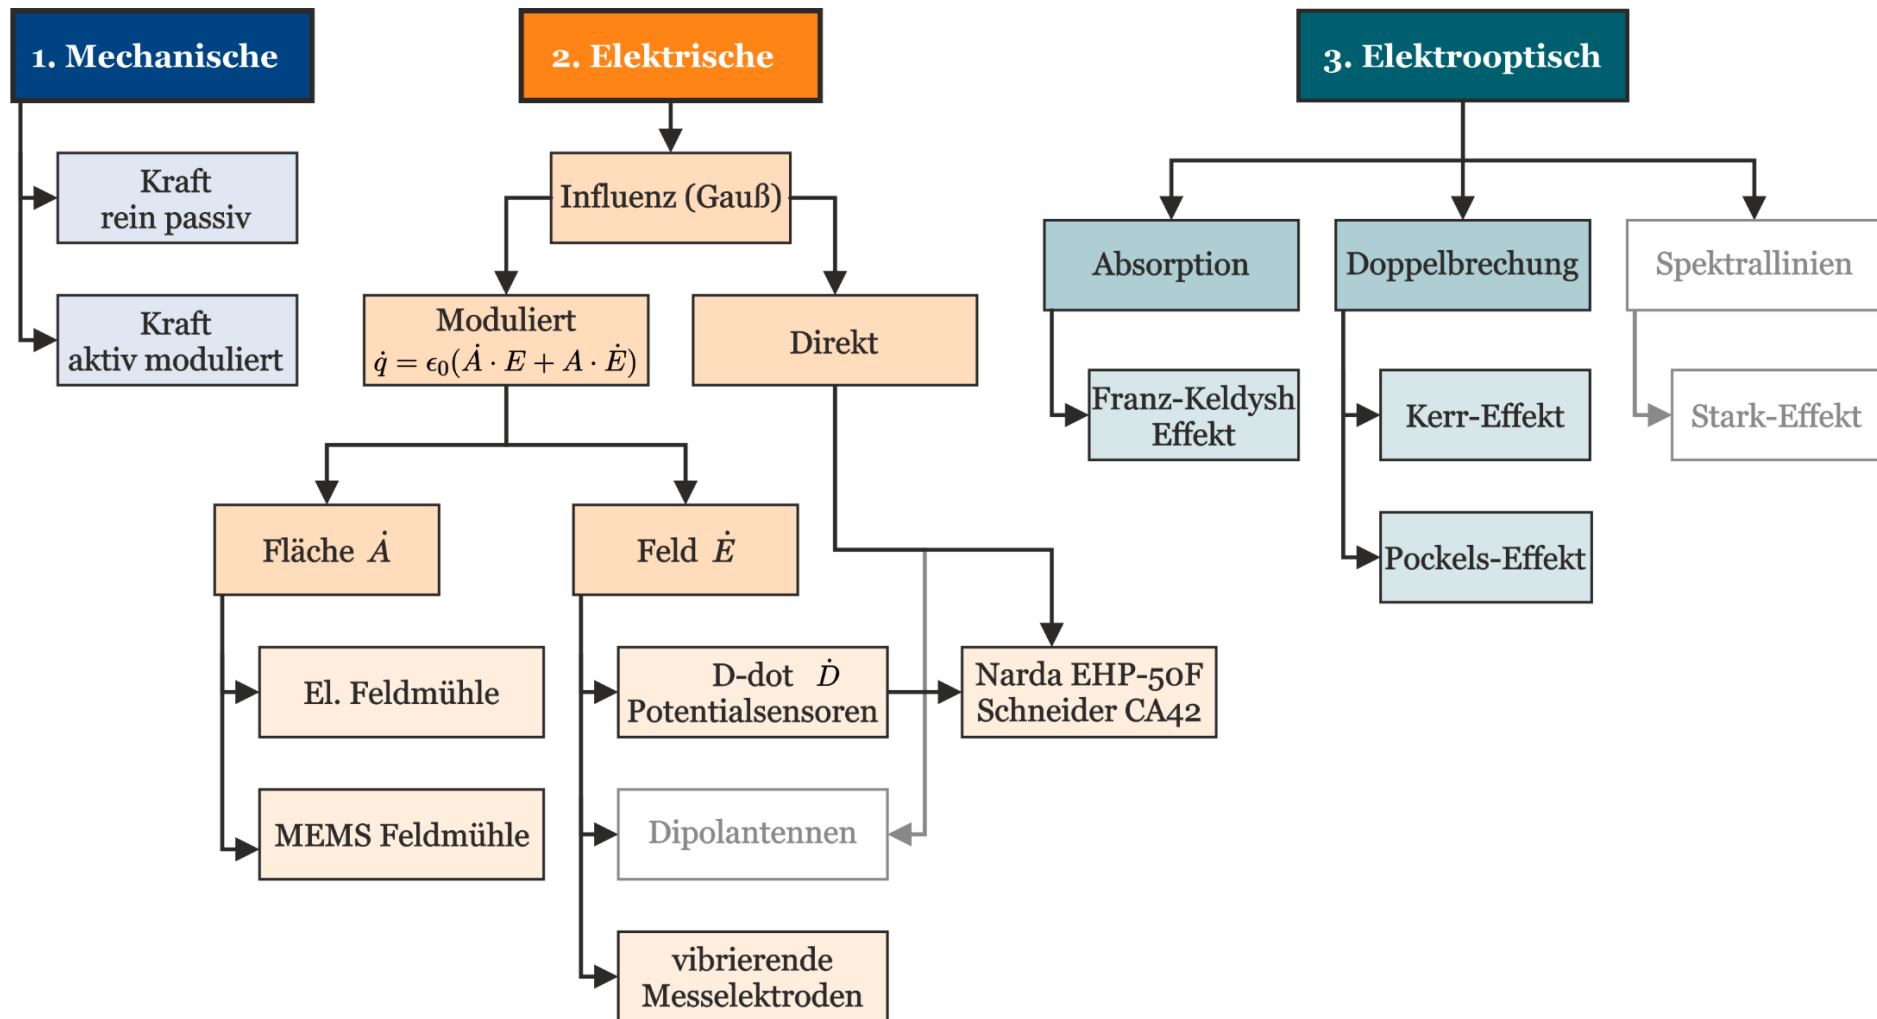 1. Mechanische
Kraft
rein passiv
Kraft
aktiv moduliert
2. Elektrische
Influenz (Gauß)
Moduliert
q̇ = ϵ₀(Ȧ · E + A · Ė)
Direkt
Fläche Ȧ
Feld Ė
El. Feldmühle
MEMS Feldmühle
D-dot Ḋ
Potentialsensoren
Dipolantennen
vibrierende
Messelektroden
Narda EHP-50F
Schneider CA42
3. Elektrooptisch
Absorption
Franz-Keldysh
Effekt
Doppelbrechung
Kerr-Effekt
Pockels-Effekt
Spektrallinien
Stark-Effekt